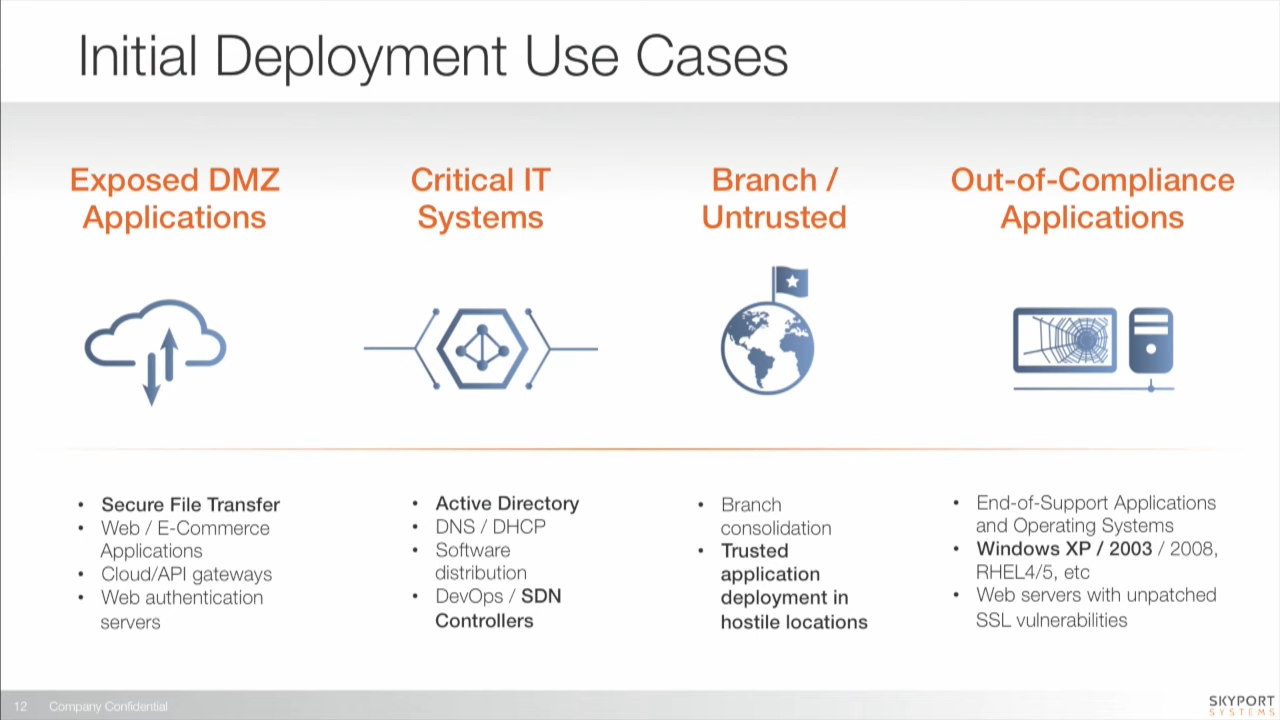 Initial Deployment Use Cases
Exposed DMZ
Applications
Critical IT
Systems
Branch /
Untrusted
Out-of-Compliance
Applications
• Secure File Transfer
• Web / E-Commerce
Applications
• Cloud/API gateways
• Web authentication
servers
• Active Directory
• DNS / DHCP
• Software
distribution
• DevOps / SDN
Controllers
• Branch
consolidation
• Trusted
application
deployment in
hostile locations
• End-of-Support Applications
and Operating Systems
• Windows XP / 2003 / 2008,
RHEL4/5, etc
• Web servers with unpatched
SSL vulnerabilities
12 Company Confidential
SKYPORT
SYSTEMS